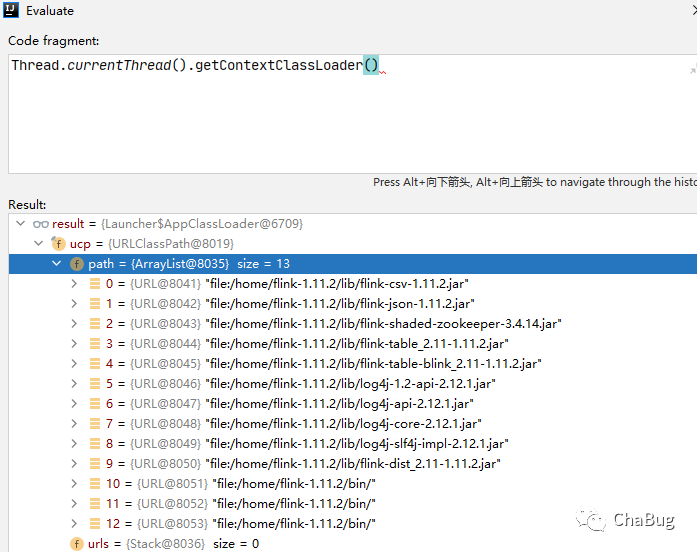 Evaluate
Code fragment:
Thread.currentThread().getContextClassLoader()
Press Alt+向下箭头, Alt+向上箭头 to navigate through the histo
Result:
result = {Launcher$AppClassLoader@6709}
ucp = {URLClassPath@8019}
path = {ArrayList@8035} size = 13
0 = {URL@8041} "file:/home/flink-1.11.2/lib/flink-csv-1.11.2.jar"
1 = {URL@8042} "file:/home/flink-1.11.2/lib/flink-json-1.11.2.jar"
2 = {URL@8043} "file:/home/flink-1.11.2/lib/flink-shaded-zookeeper-3.4.14.jar"
3 = {URL@8044} "file:/home/flink-1.11.2/lib/flink-table_2.11-1.11.2.jar"
4 = {URL@8045} "file:/home/flink-1.11.2/lib/flink-table-blink_2.11-1.11.2.jar"
5 = {URL@8046} "file:/home/flink-1.11.2/lib/log4j-1.2-api-2.12.1.jar"
6 = {URL@8047} "file:/home/flink-1.11.2/lib/log4j-api-2.12.1.jar"
7 = {URL@8048} "file:/home/flink-1.11.2/lib/log4j-core-2.12.1.jar"
8 = {URL@8049} "file:/home/flink-1.11.2/lib/log4j-slf4j-impl-2.12.1.jar"
9 = {URL@8050} "file:/home/flink-1.11.2/lib/flink-dist_2.11-1.11.2.jar"
10 = {URL@8051} "file:/home/flink-1.11.2/bin/"
11 = {URL@8052} "file:/home/flink-1.11.2/bin/"
12 = {URL@8053} "file:/home/flink-1.11.2/bin/"
urls = {Stack@8036} size = 0
ChaBug